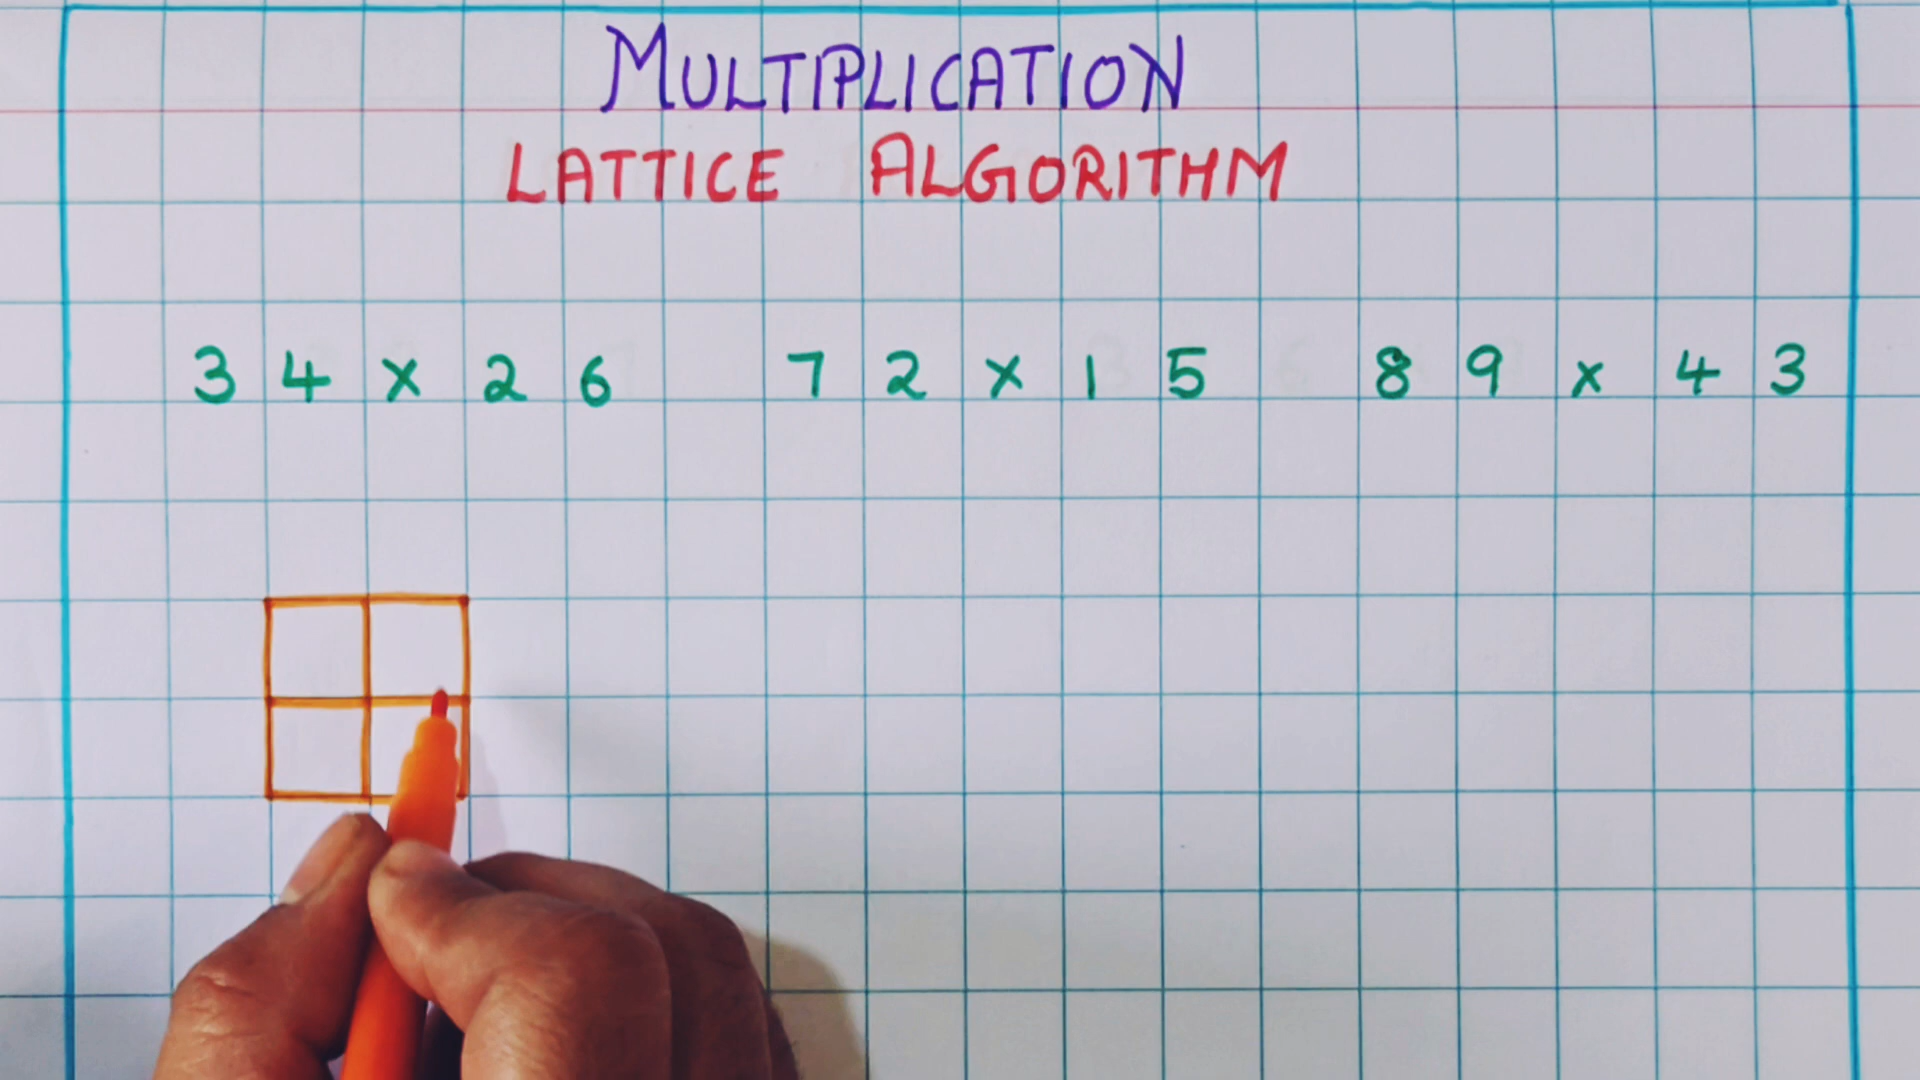 MULTIPLICATION
LATTICE ALGORITHM
34 x 26 72 x 15 89 x 43